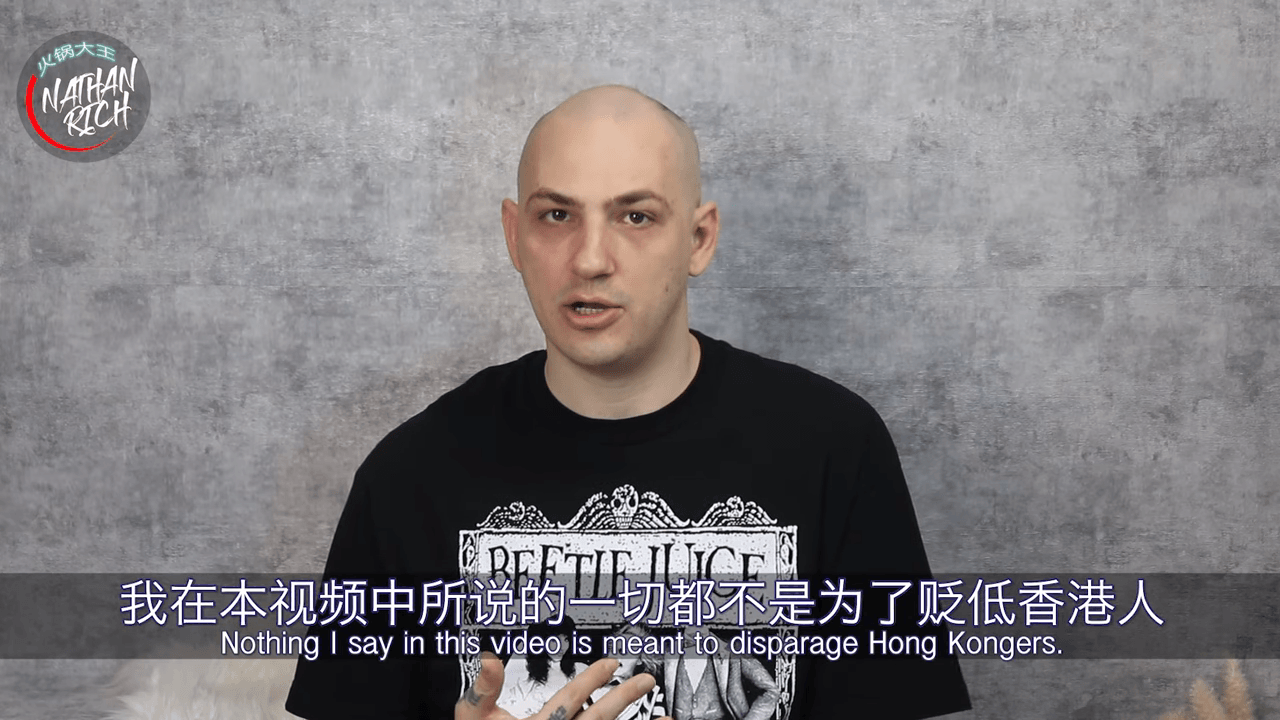 火锅大王
NATHAN
RICH
BEETLEJUICE
我在本视频中所说的一切都不是为了贬低香港人
Nothing I say in this video is meant to disparage Hong Kongers.